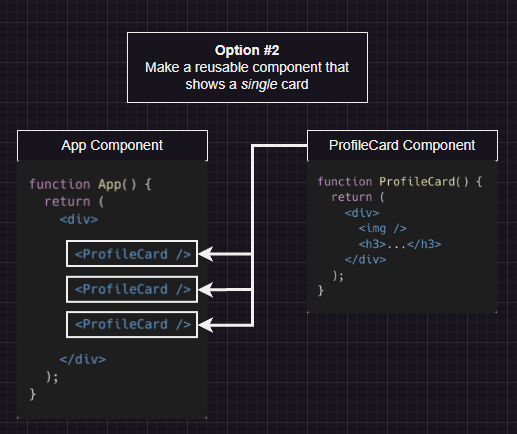 Option #2
Make a reusable component that
shows a single card
App Component
function App() {
return (
<div>
<ProfileCard />
<ProfileCard />
<ProfileCard />
</div>
);
}
ProfileCard Component
function ProfileCard() {
return (
<div>
<img />
<h3>...</h3>
</div>
);
}